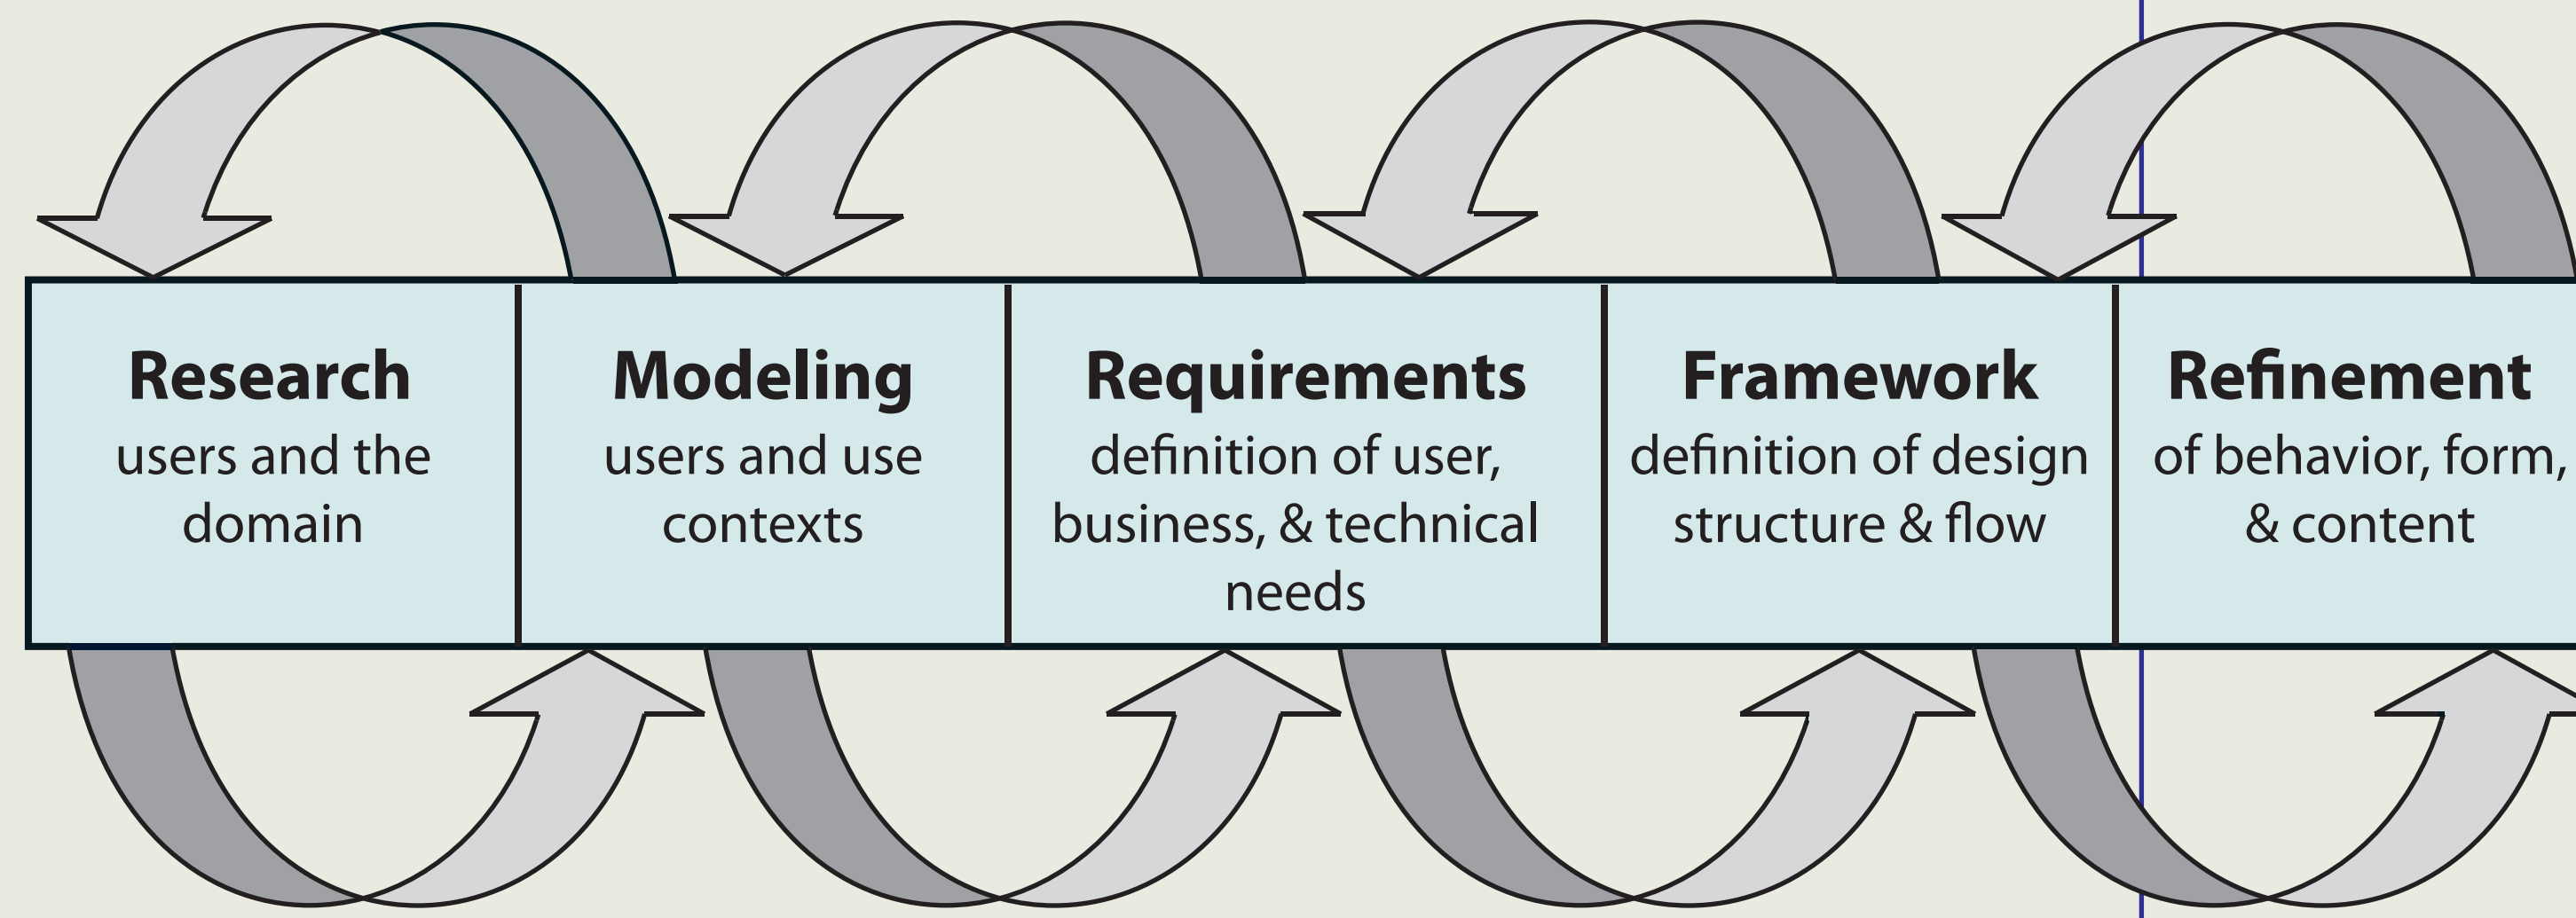 Research
users and the
domain
Modeling
users and use
contexts
Requirements
definition of user,
business, & technical
needs
Framework
definition of design
structure & flow
Refinement
of behavior, form,
& content